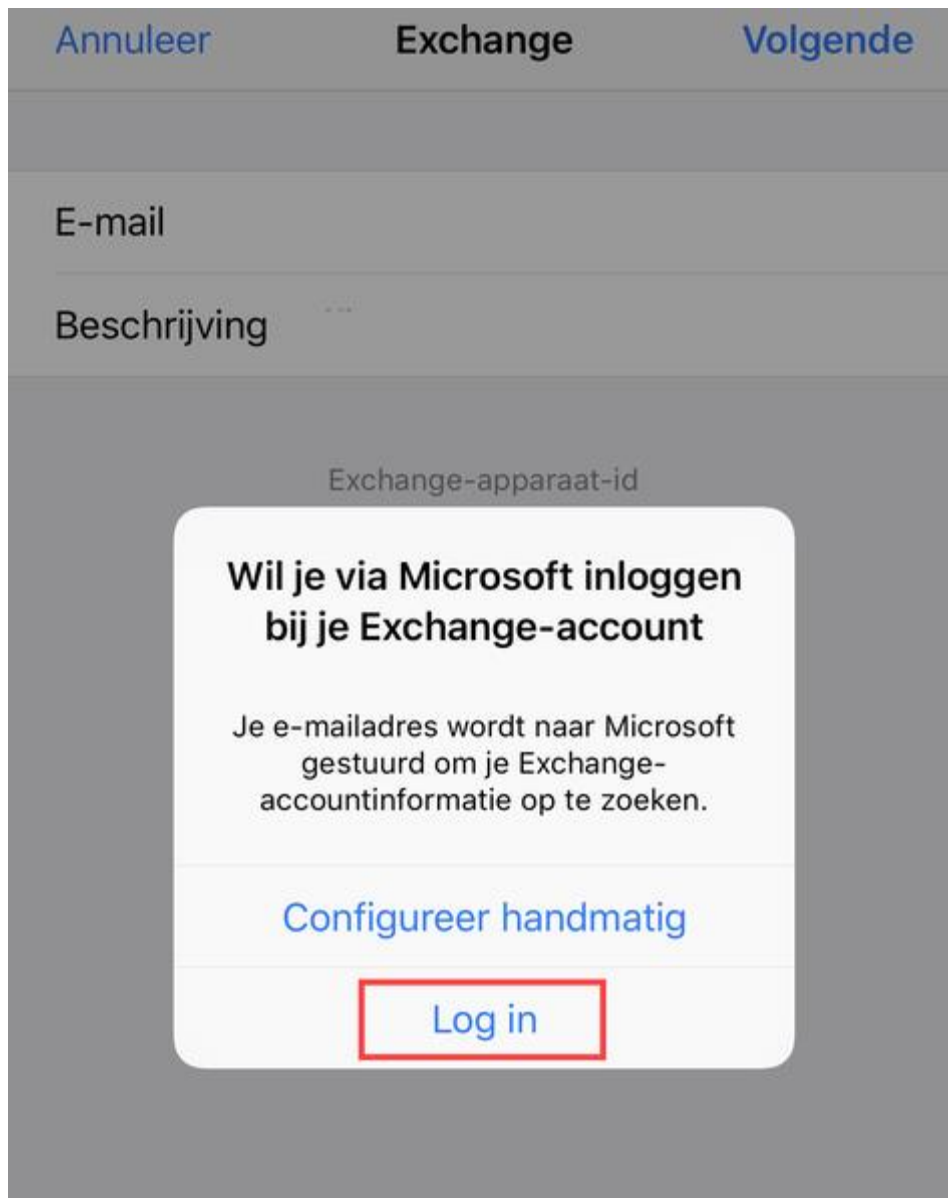 Annuleer Exchange Volgende
E-mail
Beschrijving
Exchange-apparaat-id
Wil je via Microsoft inloggen
bij je Exchange-account
Je e-mailadres wordt naar Microsoft
gestuurd om je Exchange-
accountinformatie op te zoeken.
Configureer handmatig
Log in